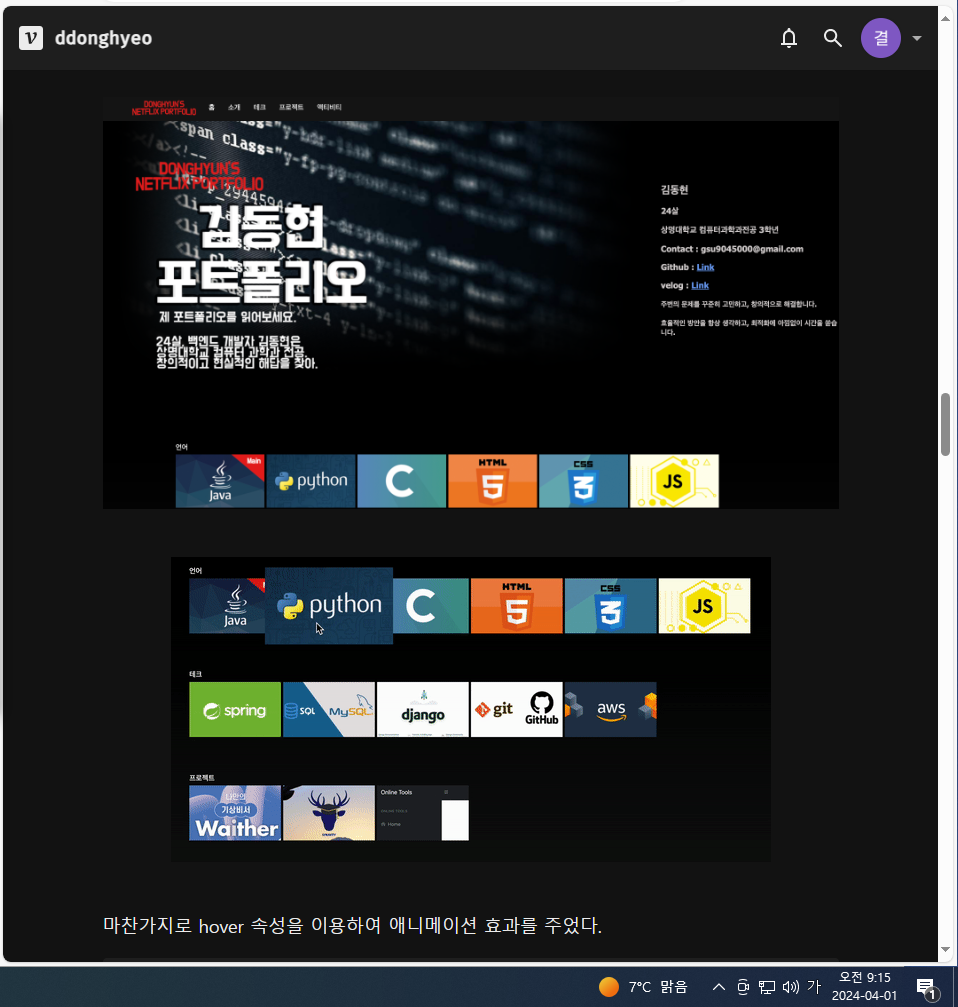 v ddonghyeo
결
DONGHYUN'S
NETFLIX PORTFOLIO
홈 소개 테크 프로젝트 액티비티
<span class="y-
DONGHYUN'S
NETFLIX PORTFOLIO
김동현
포트폴리오
제 포트폴리오를 읽어보세요.
24살, 백엔드 개발자 김동현은
상명대학교 컴퓨터 과학과 전공,
창의적이고 현실적인 해답을 찾아.
김동현
24살
상명대학교 컴퓨터과학과전공 3학년
Contact : gsu9045000@gmail.com
Github : Link
velog : Link
주변의 문제를 꾸준히 고민하고, 창의적으로 해결합니다.
효율적인 방안을 항상 생각하고, 최적화에 아낌없이 시간을 쏟습
니다.
언어
Main
Java
python
C
HTML
5
CSS
3
JS
언어
Java
python
C
HTML
5
CSS
3
JS
테크
spring
SQL
MySQL
django
git
GitHub
aws
프로젝트
나만의
기상비서
Waither
Online Tools
ONLINE TOOLS
Home
마찬가지로 hover 속성을 이용하여 애니메이션 효과를 주었다.
7°C 맑음
가
오전 9:15
2024-04-01
1